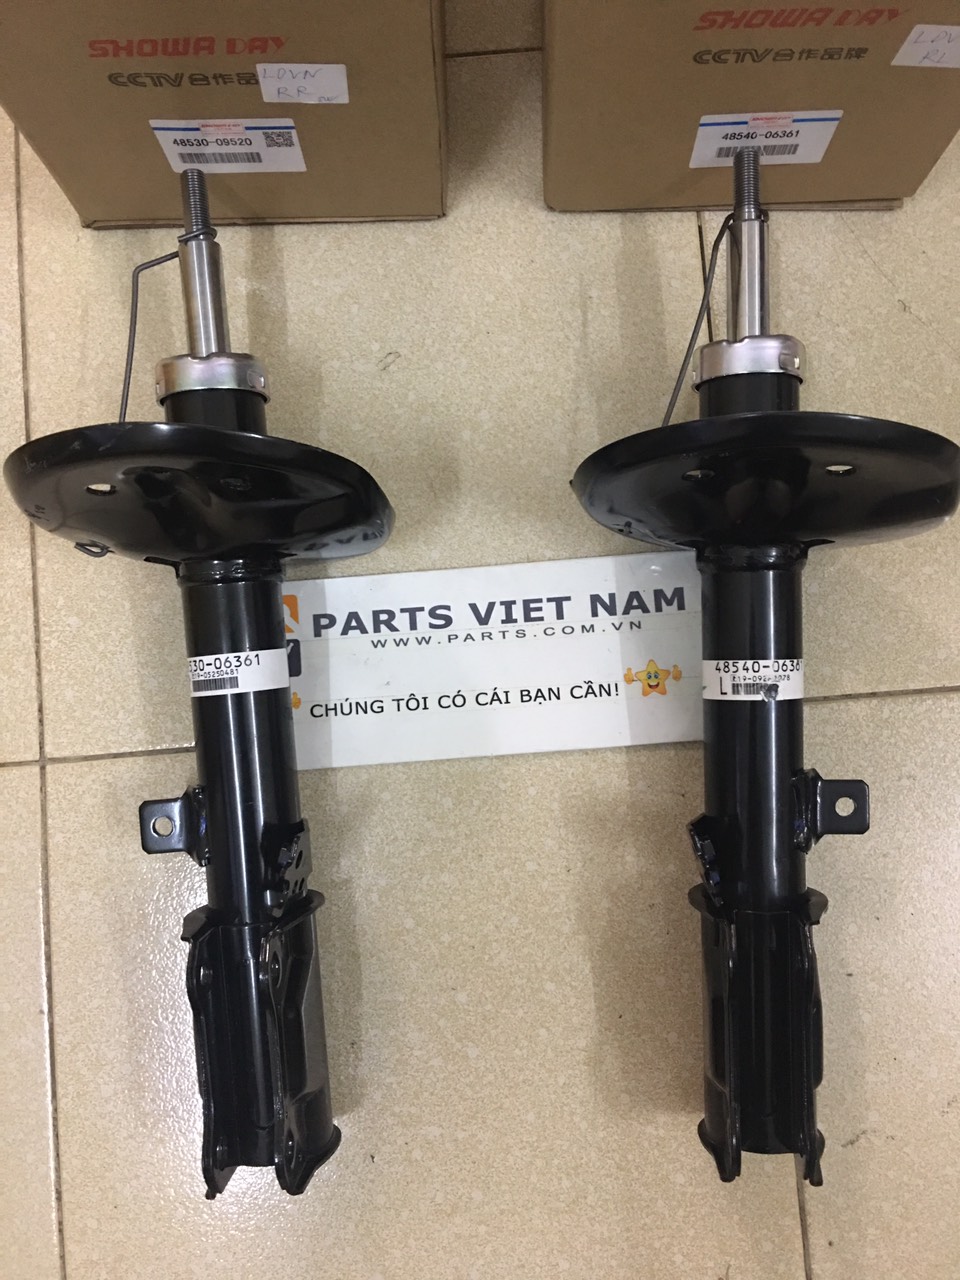 SHOWA DAY
CCTV合作品
LDVN
RR
48530-09520
SHOWA DAY
CCTV合作品牌
RL
48540-06361
PARTS VIET NAM
WWW.PARTS.COM.VN
CHÚNG TÔI CÓ CÁI BẠN CẦN!
530-06361
E19-05250481
48540-06361
L